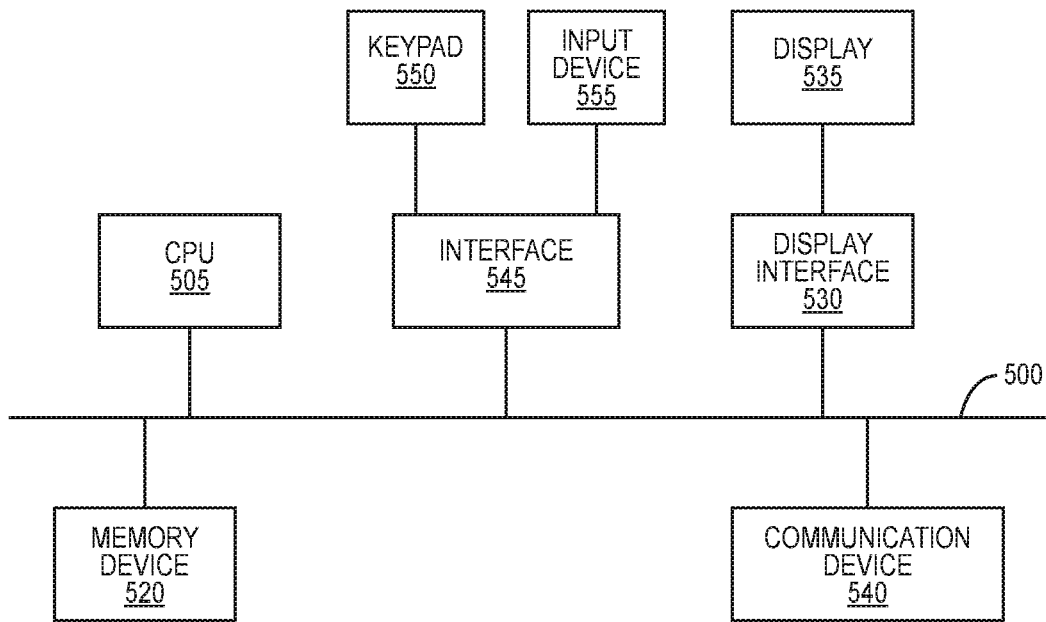 KEYPAD
550
INPUT
DEVICE
555
DISPLAY
535
CPU
505
INTERFACE
545
DISPLAY
INTERFACE
530
500
MEMORY
DEVICE
520
COMMUNICATION
DEVICE
540